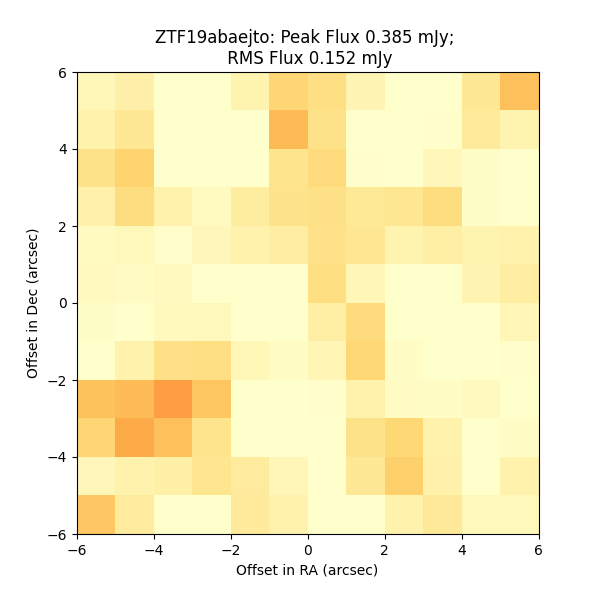 ZTF19abaejto: Peak Flux 0.385 mJy;
RMS Flux 0.152 mJy
6
4
2
0
−2
−4
−6
Offset in Dec (arcsec)
−6 −4 −2 0 2 4 6
Offset in RA (arcsec)